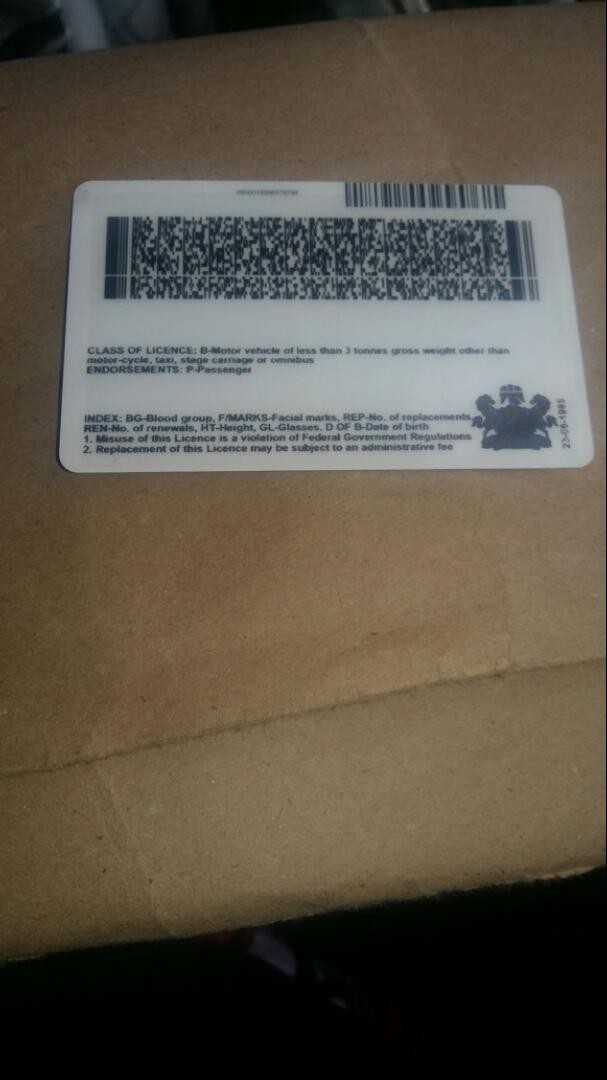 CLASS OF LICENCE: B-Motor vehicle of less than 3 tonnes gross weight other than
motor-cycle, taxi, stage carriage or omnibus
ENDORSEMENTS: P-Passenger
INDEX: BG-Blood group, F/MARKS-Facial marks, REP-No. of replacements,
REN-No. of renewals, HT-Height, GL-Glasses, D OF B-Date of birth
1. Misuse of this Licence is a violation of Federal Government Regulations
2. Replacement of this Licence may be subject to an administrative fee
23-06-1965